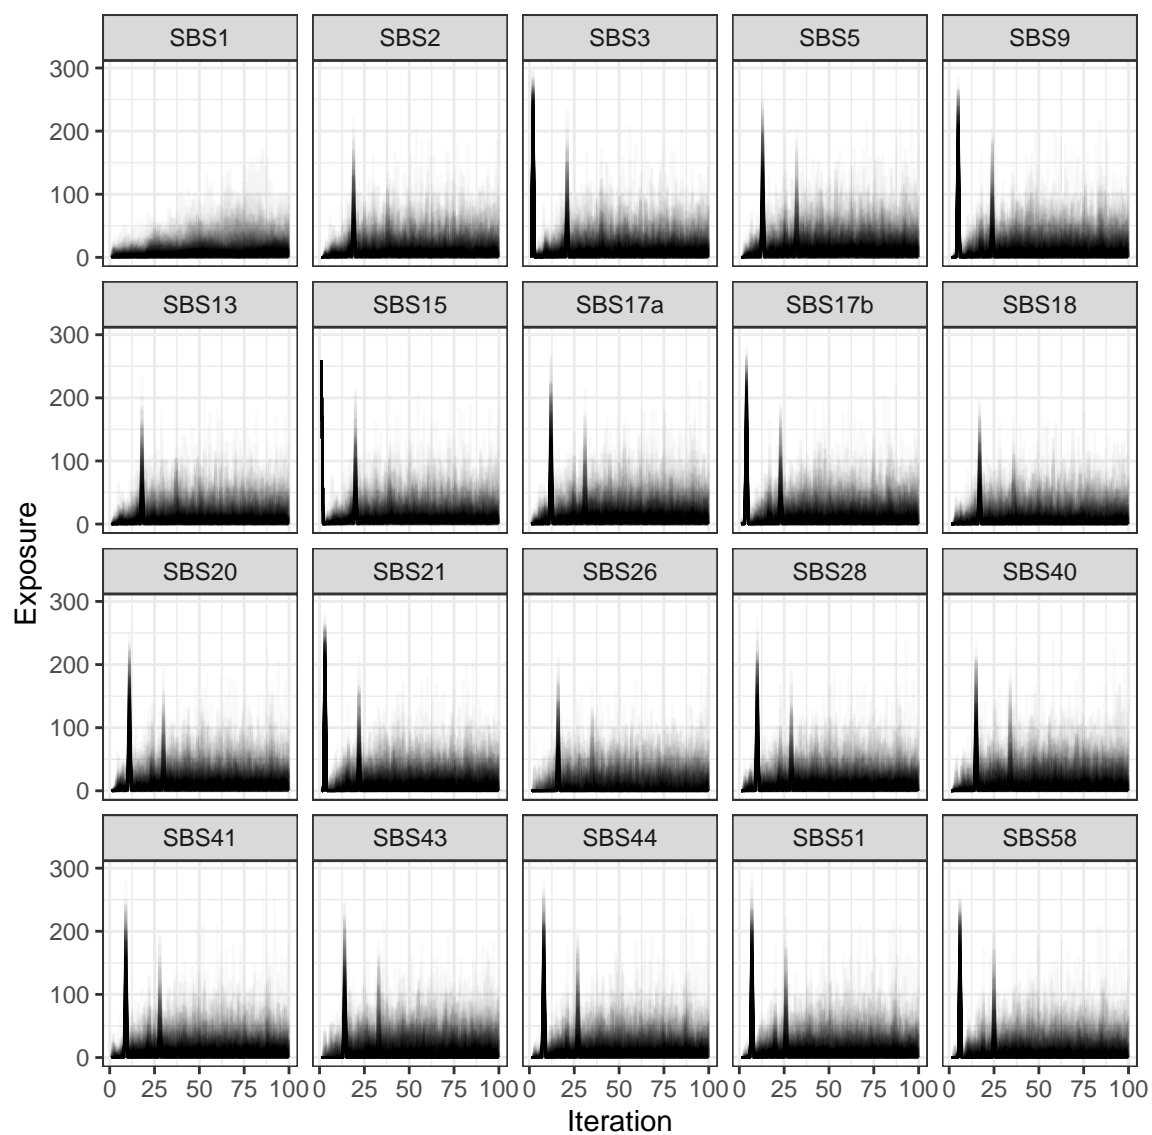 SBS1 SBS2 SBS3 SBS5 SBS9
300
200
100
0
SBS13 SBS15 SBS17a SBS17b SBS18
300
200
100
0
Exposure
SBS20 SBS21 SBS26 SBS28 SBS40
300
200
100
0
SBS41 SBS43 SBS44 SBS51 SBS58
300
200
100
0
0 25 50 75 100 0 25 50 75 100 0 25 50 75 100 0 25 50 75 100 0 25 50 75 100
Iteration